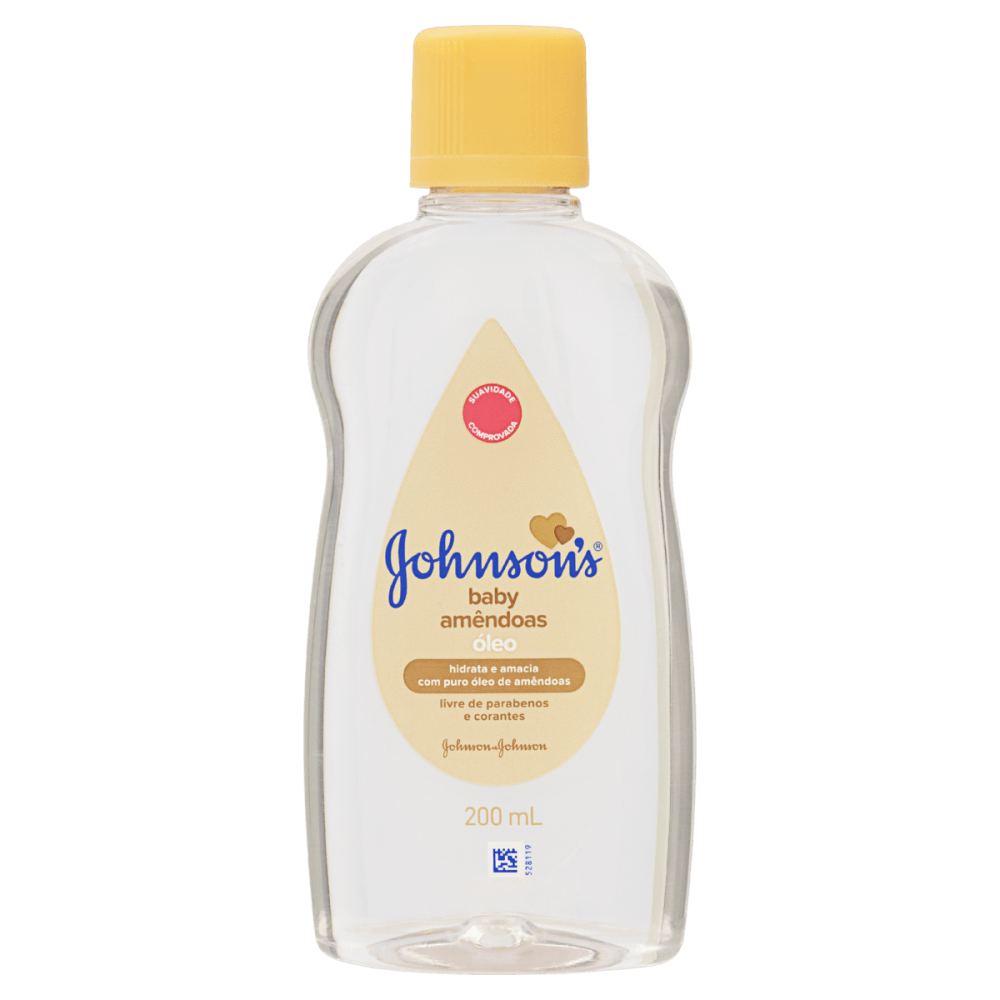 SUAVIDADE
COMPROVADA
Johnson's®
baby
amêndoas
óleo
hidrata e amacia
com puro óleo de amêndoas
livre de parabenos
e corantes
Johnson & Johnson
200 mL
528119